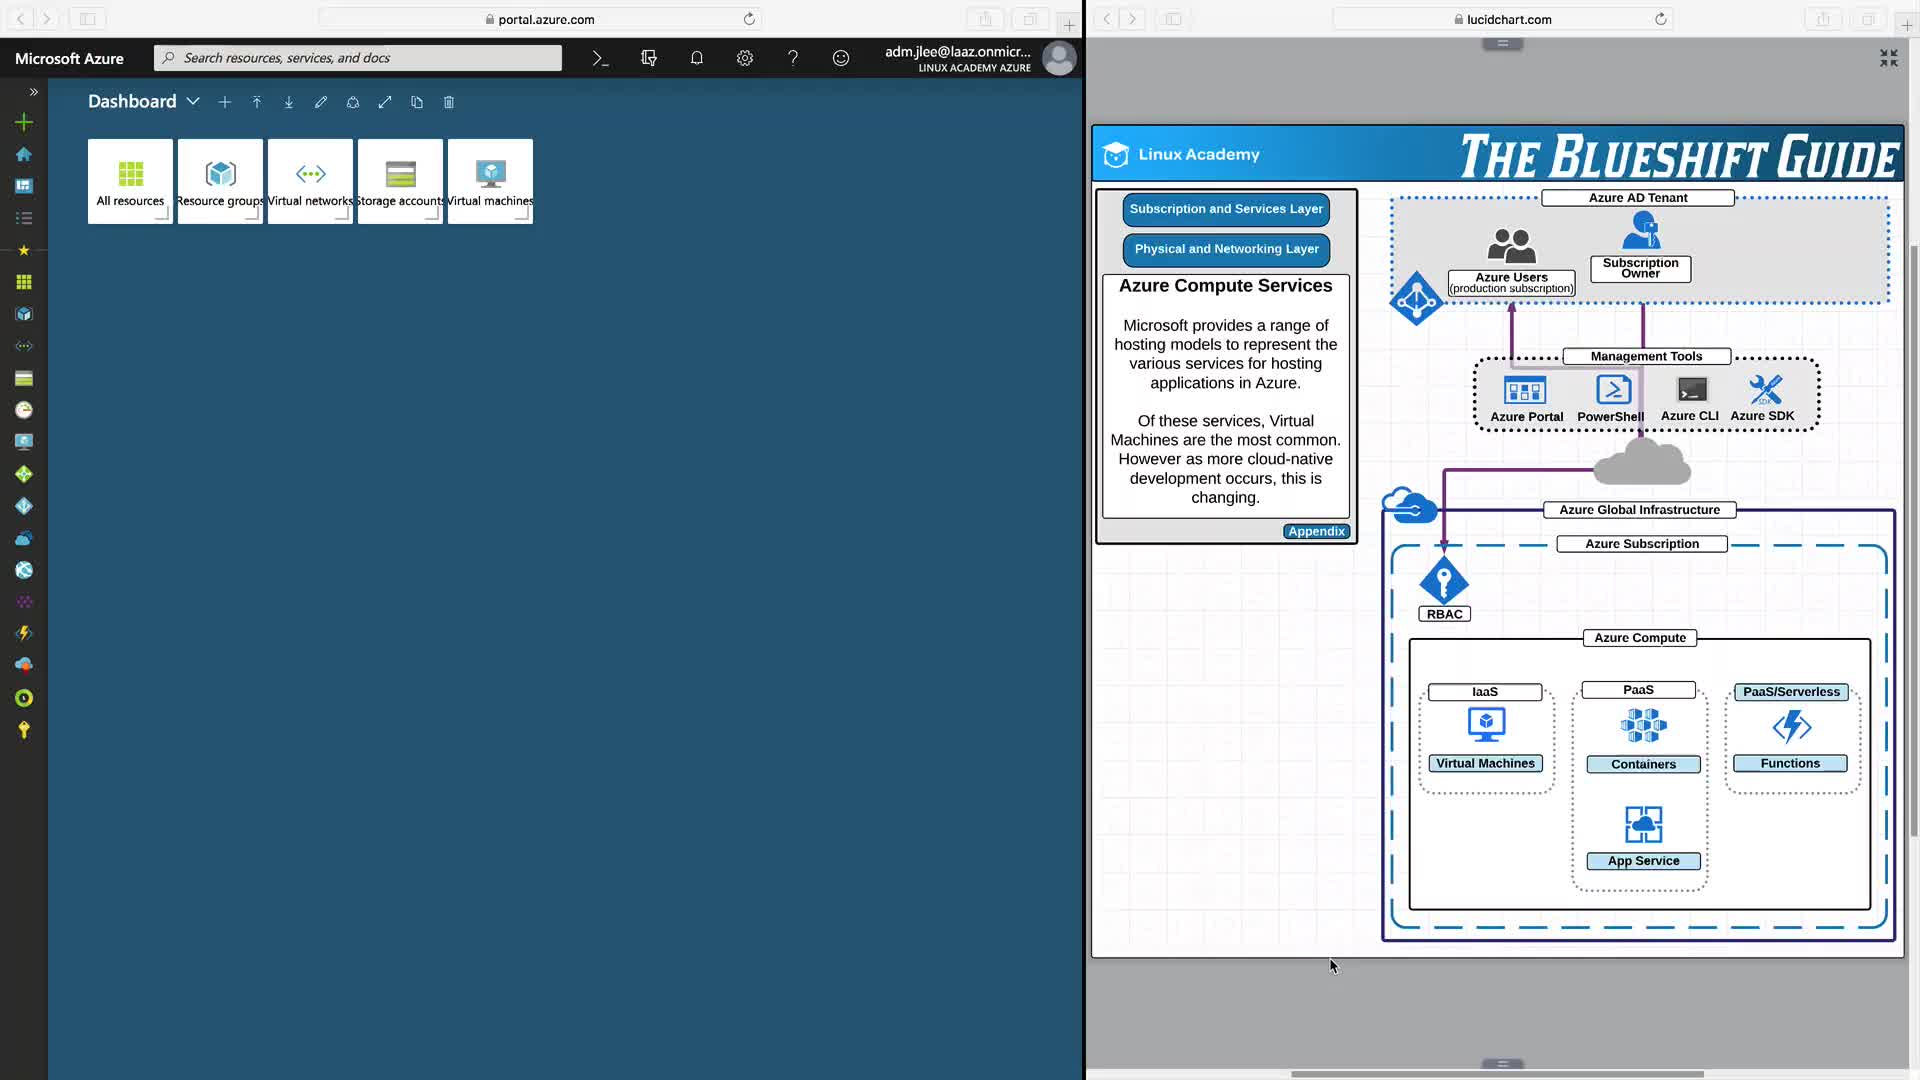 portal.azure.com
Microsoft Azure
Search resources, services, and docs
adm.jlee@laaz.onmicr...
LINUX ACADEMY AZURE
Dashboard
All resources
Resource groups
Virtual networks
Storage accounts
Virtual machines
lucidchart.com
Linux Academy
THE BLUESHIFT GUIDE
Subscription and Services Layer
Physical and Networking Layer
Azure Compute Services
Microsoft provides a range of
hosting models to represent the
various services for hosting
applications in Azure.
Of these services, Virtual
Machines are the most common.
However as more cloud-native
development occurs, this is
changing.
Appendix
Azure AD Tenant
Azure Users
(production subscription)
Subscription
Owner
Management Tools
Azure Portal
PowerShell
Azure CLI
SDK
Azure SDK
Azure Global Infrastructure
Azure Subscription
RBAC
Azure Compute
IaaS
PaaS
PaaS/Serverless
Virtual Machines
Containers
Functions
App Service